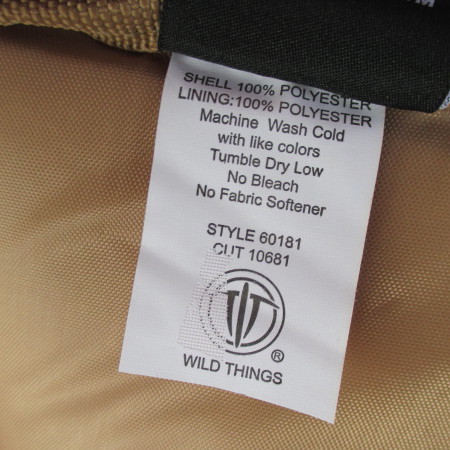 SHELL 100% POLYESTER
LINING:100% POLYESTER
Machine Wash Cold
with like colors
Tumble Dry Low
No Bleach
No Fabric Softener
STYLE 60181
CUT 10681
®
WILD THINGS